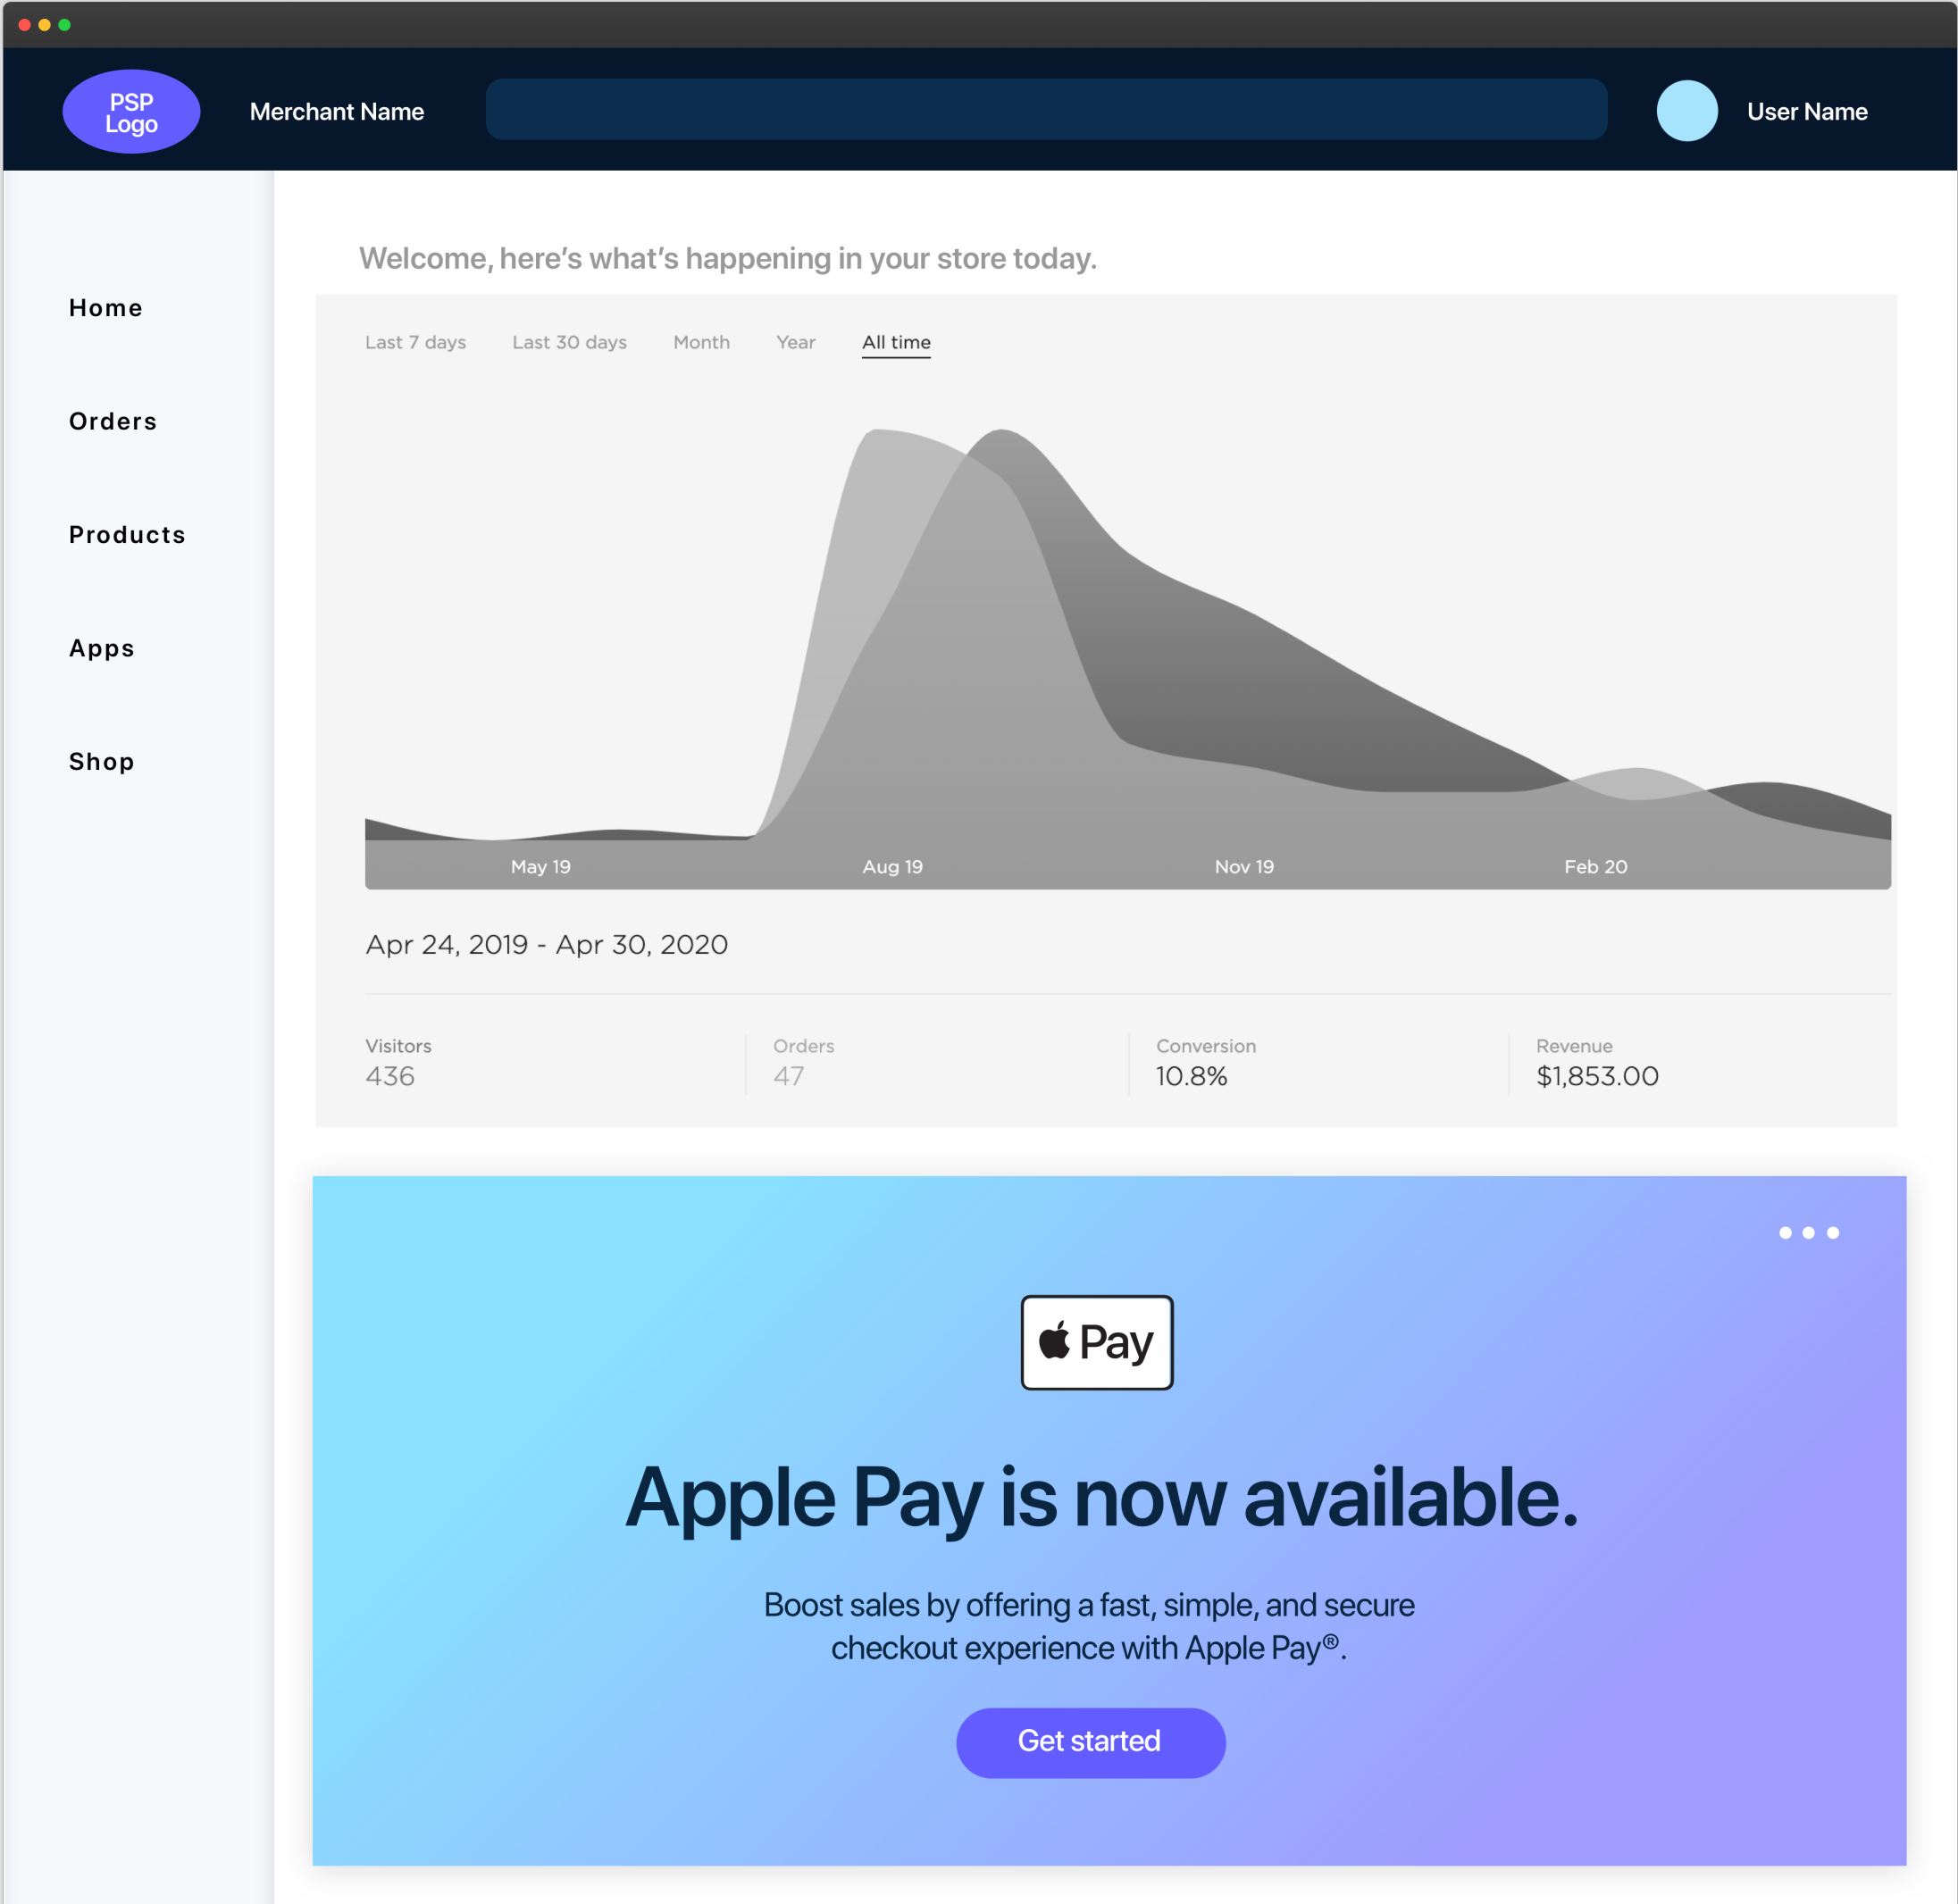 PSP
Logo
Merchant Name
User Name
Home
Orders
Products
Apps
Shop
Welcome, here’s what’s happening in your store today.
Last 7 days Last 30 days Month Year All time
May 19 Aug 19 Nov 19 Feb 20
Apr 24, 2019 - Apr 30, 2020
Visitors Orders Conversion Revenue
436 47 10.8% $1,853.00
Pay
Apple Pay is now available.
Boost sales by offering a fast, simple, and secure
checkout experience with Apple Pay®.
Get started